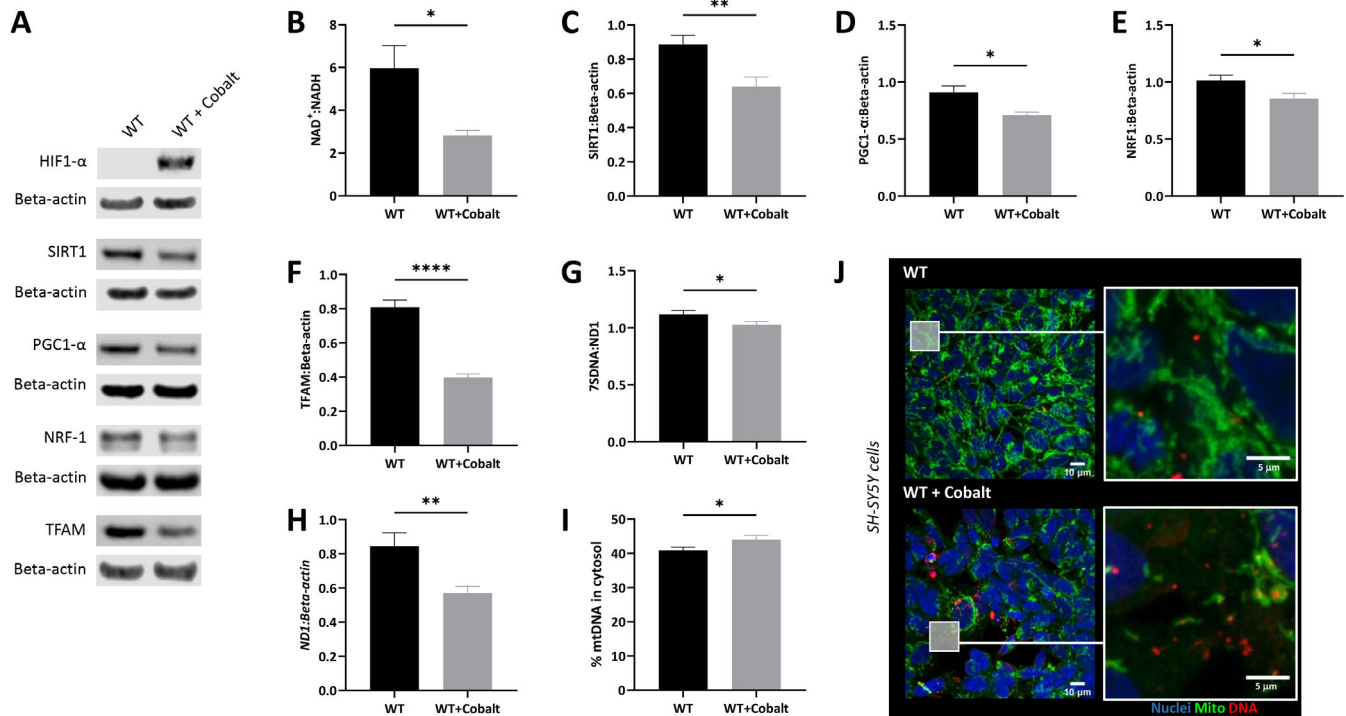 A
WT
WT + Cobalt
HIF1-α
Beta-actin
SIRT1
Beta-actin
PGC1-α
Beta-actin
NRF-1
Beta-actin
TFAM
Beta-actin
B
*
NAD⁺:NADH
8
6
4
2
0
WT
WT+Cobalt
C
**
SIRT1:Beta-actin
1.0
0.8
0.6
0.4
0.2
0.0
WT
WT+Cobalt
D
*
PGC1-α:Beta-actin
1.5
1.0
0.5
0.0
WT
WT+Cobalt
E
*
NRF1:Beta-actin
1.5
1.0
0.5
0.0
WT
WT+Cobalt
F
****
TFAM:Beta-actin
1.0
0.8
0.6
0.4
0.2
0.0
WT
WT+Cobalt
G
*
7SDNA:ND1
1.5
1.0
0.5
0.0
WT
WT+Cobalt
H
**
ND1:Beta-actin
1.0
0.8
0.6
0.4
0.2
0.0
WT
WT+Cobalt
I
*
% mtDNA in cytosol
50
40
30
20
10
0
WT
WT+Cobalt
J
SH-SY5Y cells
WT
10 µm
5 µm
WT + Cobalt
10 µm
5 µm
Nuclei Mito DNA